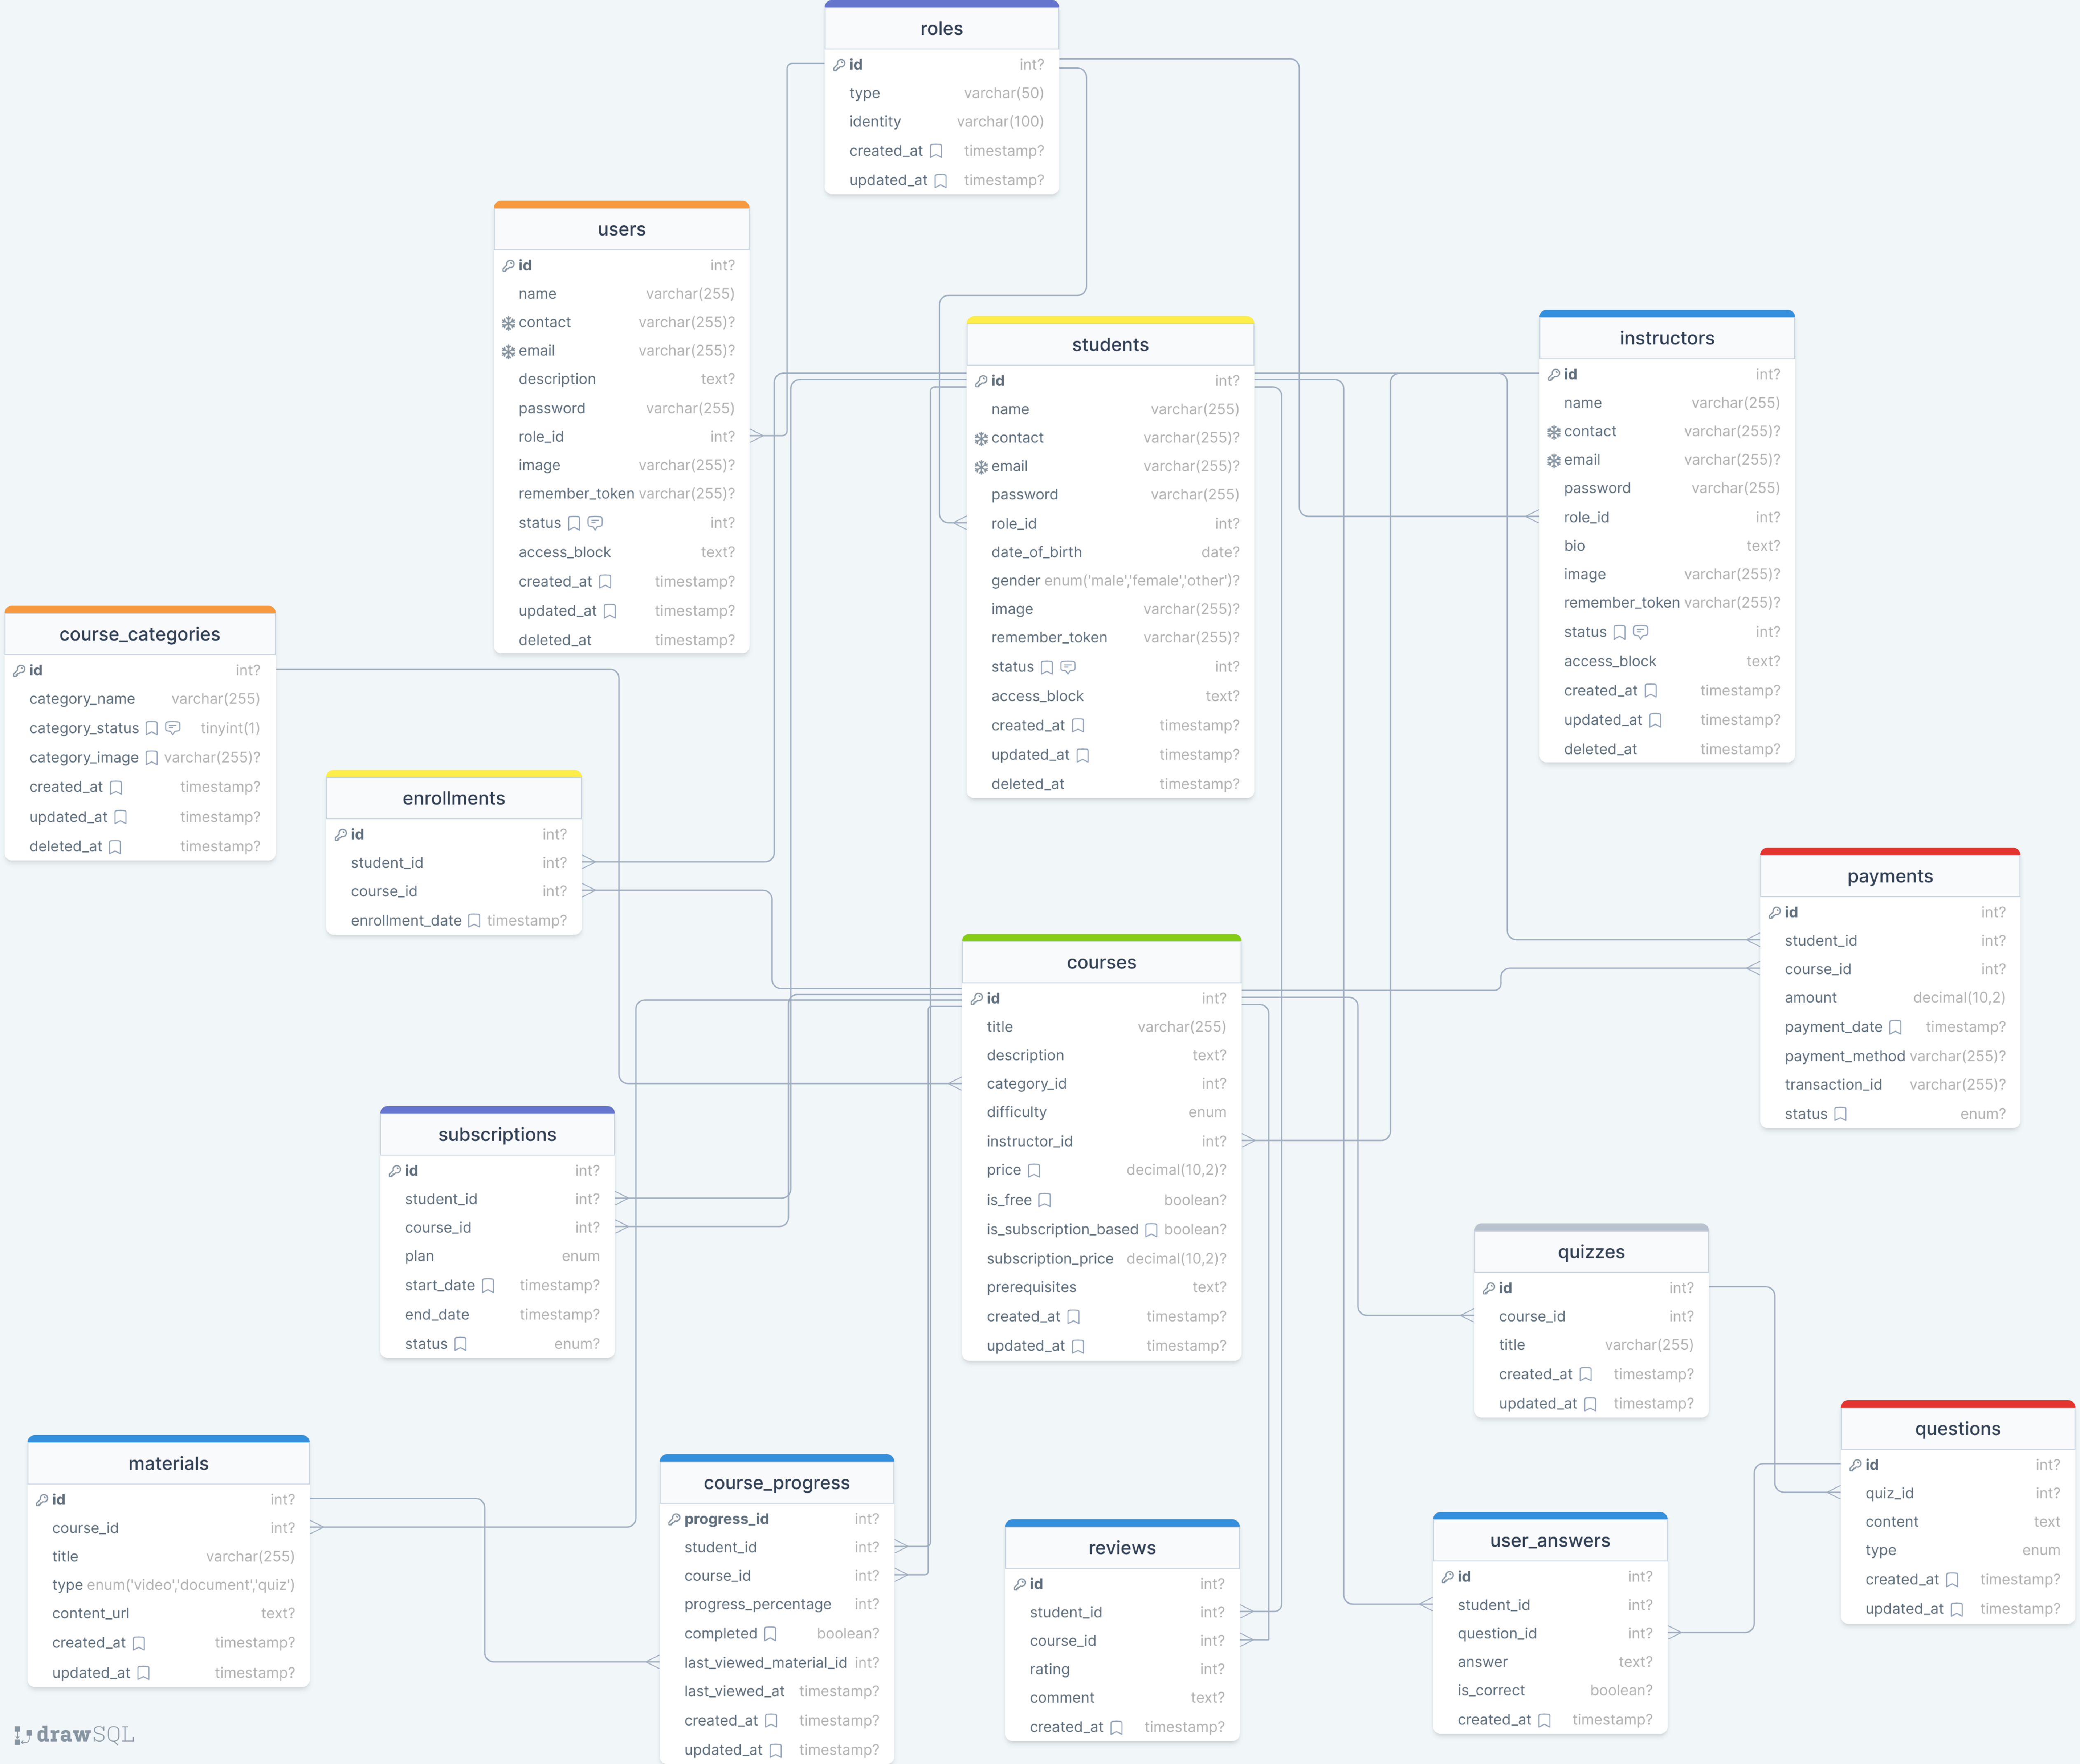 roles
id int?
type varchar(50)
identity varchar(100)
created_at timestamp?
updated_at timestamp?
users
id int?
name varchar(255)
contact varchar(255)?
email varchar(255)?
description text?
password varchar(255)
role_id int?
image varchar(255)?
remember_token varchar(255)?
status int?
access_block text?
created_at timestamp?
updated_at timestamp?
deleted_at timestamp?
students
id int?
name varchar(255)
contact varchar(255)?
email varchar(255)?
password varchar(255)
role_id int?
date_of_birth date?
gender enum('male','female','other')?
image varchar(255)?
remember_token varchar(255)?
status int?
access_block text?
created_at timestamp?
updated_at timestamp?
deleted_at timestamp?
instructors
id int?
name varchar(255)
contact varchar(255)?
email varchar(255)?
password varchar(255)
role_id int?
bio text?
image varchar(255)?
remember_token varchar(255)?
status int?
access_block text?
created_at timestamp?
updated_at timestamp?
deleted_at timestamp?
course_categories
id int?
category_name varchar(255)
category_status tinyint(1)
category_image varchar(255)?
created_at timestamp?
updated_at timestamp?
deleted_at timestamp?
enrollments
id int?
student_id int?
course_id int?
enrollment_date timestamp?
payments
id int?
student_id int?
course_id int?
amount decimal(10,2)
payment_date timestamp?
payment_method varchar(255)?
transaction_id varchar(255)?
status enum?
courses
id int?
title varchar(255)
description text?
category_id int?
difficulty enum
instructor_id int?
price decimal(10,2)?
is_free boolean?
is_subscription_based boolean?
subscription_price decimal(10,2)?
prerequisites text?
created_at timestamp?
updated_at timestamp?
subscriptions
id int?
student_id int?
course_id int?
plan enum
start_date timestamp?
end_date timestamp?
status enum?
quizzes
id int?
course_id int?
title varchar(255)
created_at timestamp?
updated_at timestamp?
questions
id int?
quiz_id int?
content text
type enum
created_at timestamp?
updated_at timestamp?
materials
id int?
course_id int?
title varchar(255)
type enum('video','document','quiz')
content_url text?
created_at timestamp?
updated_at timestamp?
course_progress
progress_id int?
student_id int?
course_id int?
progress_percentage int?
completed boolean?
last_viewed_material_id int?
last_viewed_at timestamp?
created_at timestamp?
updated_at timestamp?
reviews
id int?
student_id int?
course_id int?
rating int?
comment text?
created_at timestamp?
user_answers
id int?
student_id int?
question_id int?
answer text?
is_correct boolean?
created_at timestamp?
drawSQL